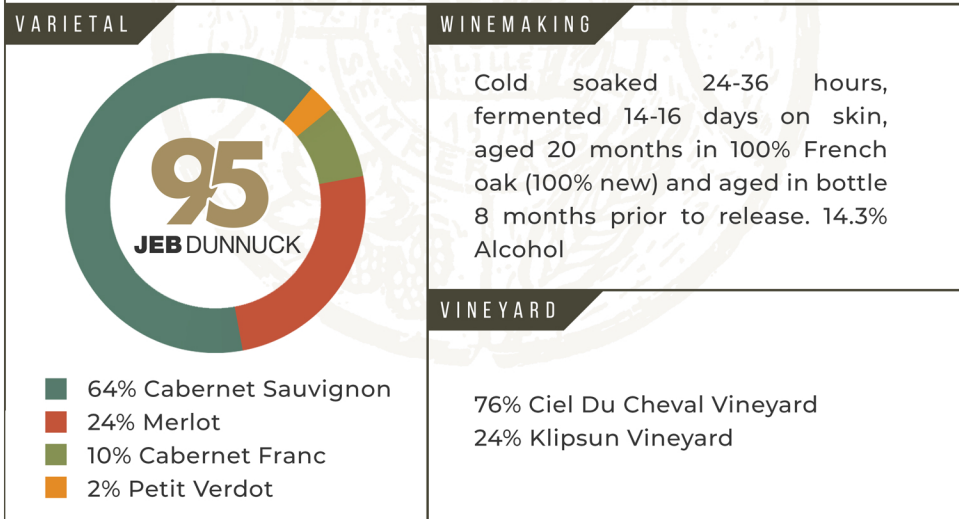 VARIETAL
95
JEB DUNNUCK
64% Cabernet Sauvignon
24% Merlot
10% Cabernet Franc
2% Petit Verdot
WINEMAKING
Cold soaked 24-36 hours,
fermented 14-16 days on skin,
aged 20 months in 100% French
oak (100% new) and aged in bottle
8 months prior to release. 14.3%
Alcohol
VINEYARD
76% Ciel Du Cheval Vineyard
24% Klipsun Vineyard